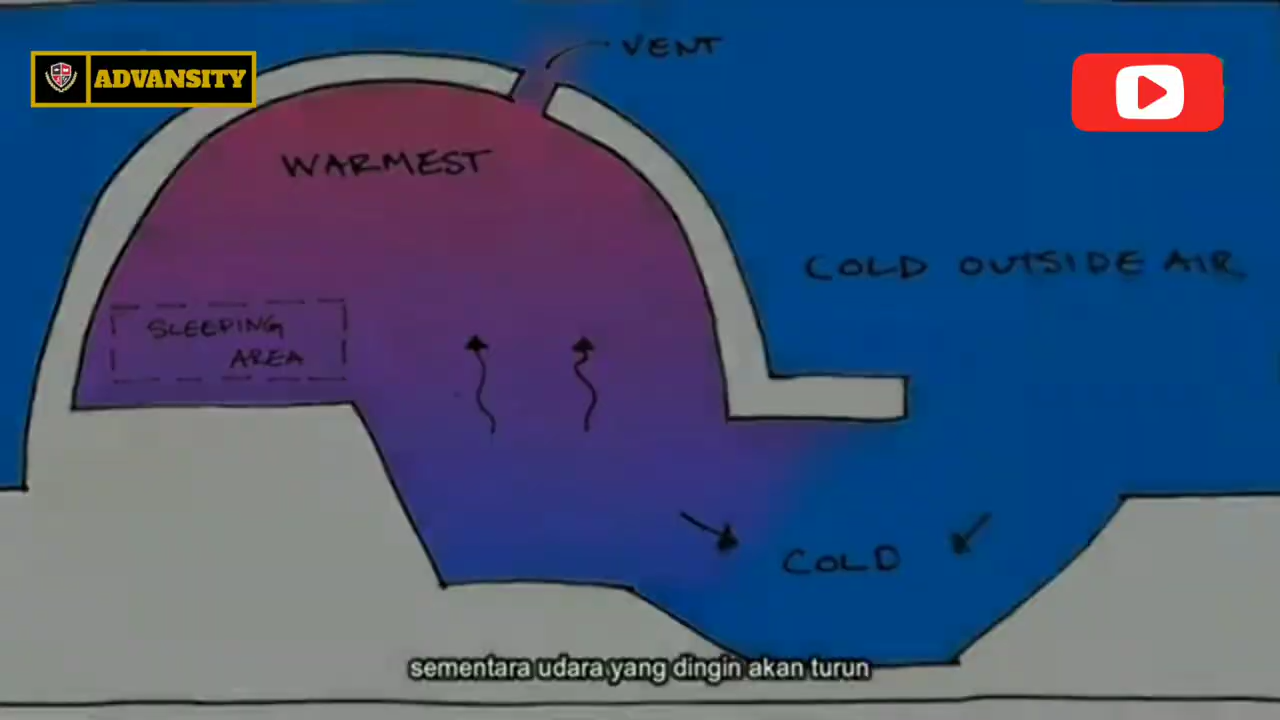 VENT
ADVANSITY
WARMEST
COLD OUTSIDE AIR
SLEEPING
AREA
COLD
sementara udara yang dingin akan turun